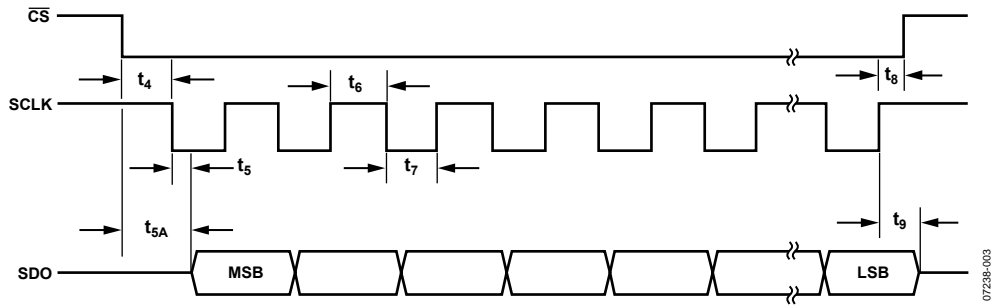 CS
t4
t6
t8
SCLK
t5
t7
t5A
t9
SDO
MSB
LSB
07238-003